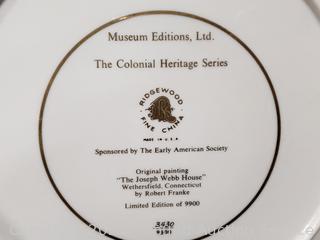 Museum Editions, Ltd.
The Colonial Heritage Series
RIDGEWOOD
FINE CHINA
MADE IN U.S.A.
Sponsored by The Early American Society
Original painting
"The Joseph Webb House"
Wethersfield, Connecticut
by Robert Franke
Limited Edition of 9900